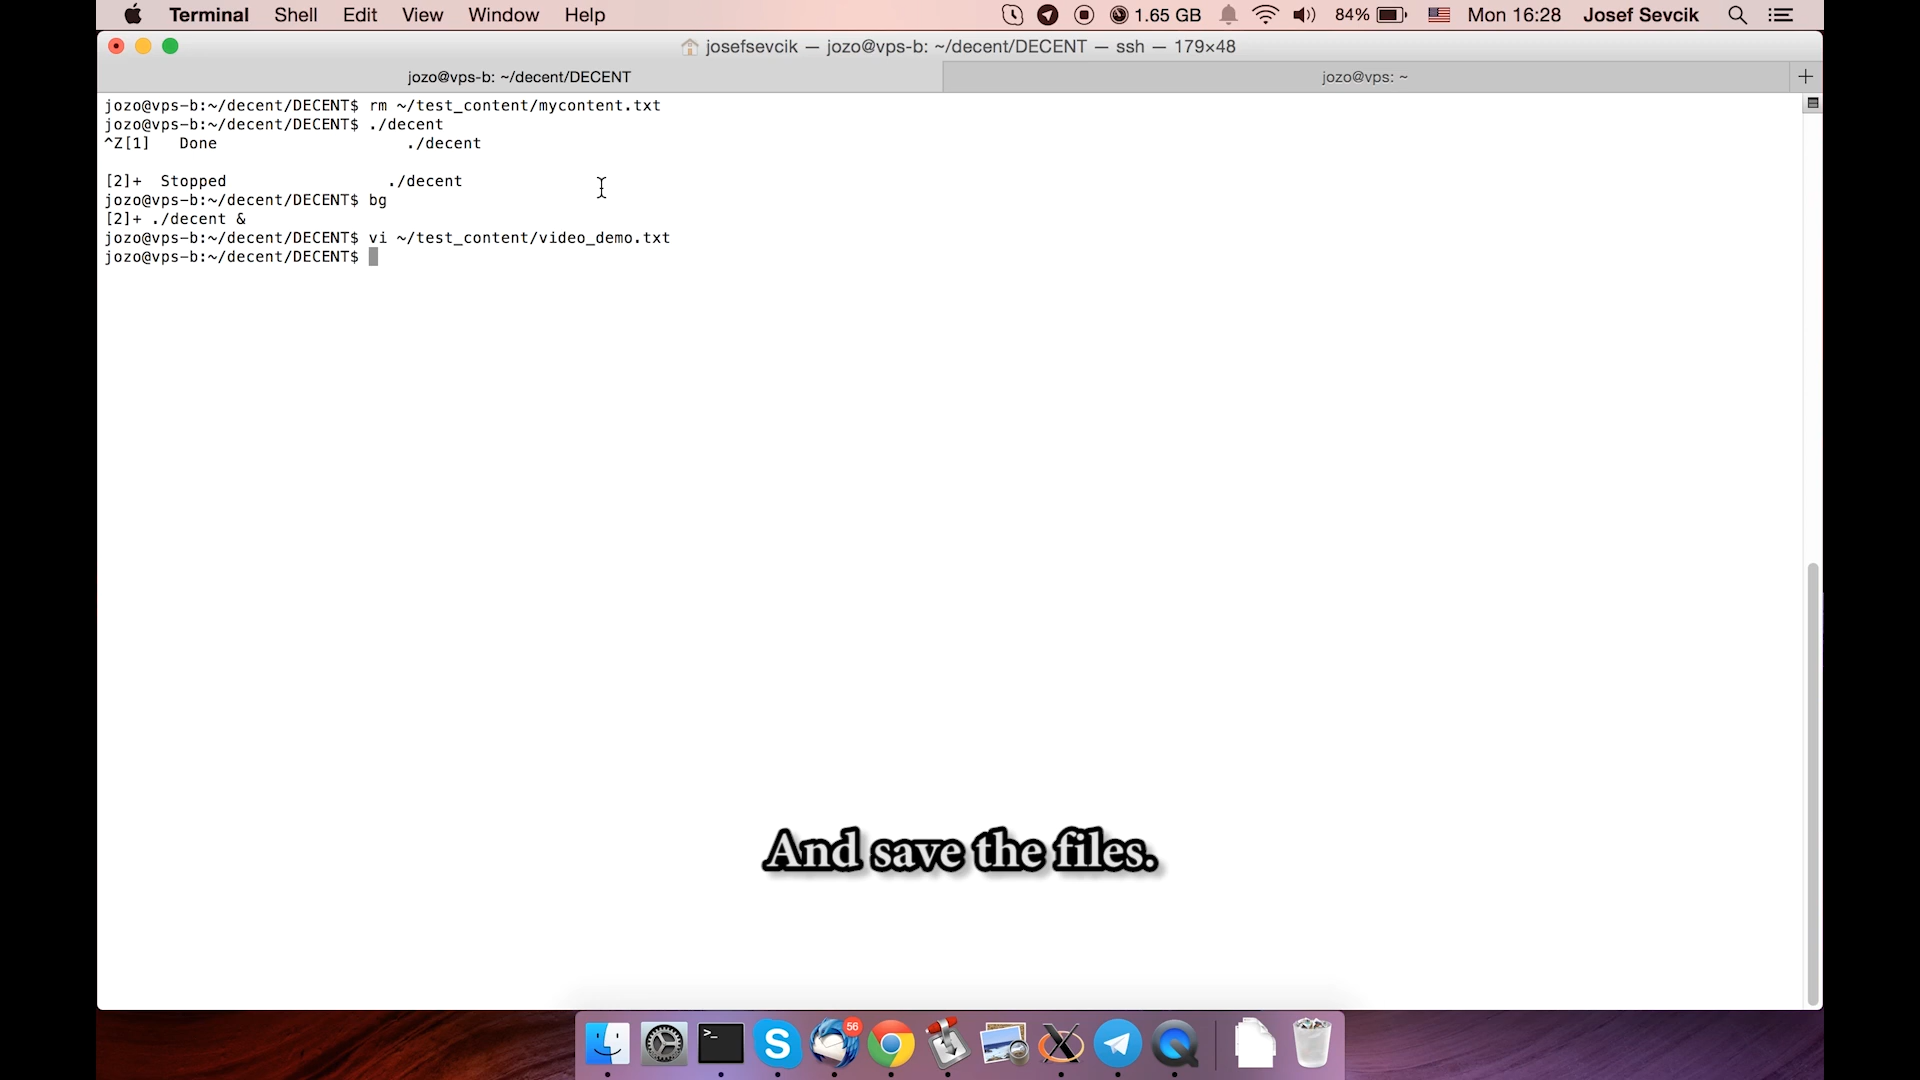 Terminal Shell Edit View Window Help 1.65 GB 84% Mon 16:28 Josef Sevcik
josefsevcik — jozo@vps-b: ~/decent/DECENT — ssh — 179×48
jozo@vps-b: ~/decent/DECENT jozo@vps: ~ +
jozo@vps-b:~/decent/DECENT$ rm ~/test_content/mycontent.txt
jozo@vps-b:~/decent/DECENT$ ./decent
^Z[1]   Done                    ./decent
[2]+  Stopped                 ./decent
jozo@vps-b:~/decent/DECENT$ bg
[2]+ ./decent &
jozo@vps-b:~/decent/DECENT$ vi ~/test_content/video_demo.txt
jozo@vps-b:~/decent/DECENT$
And save the files.
>_ S 56